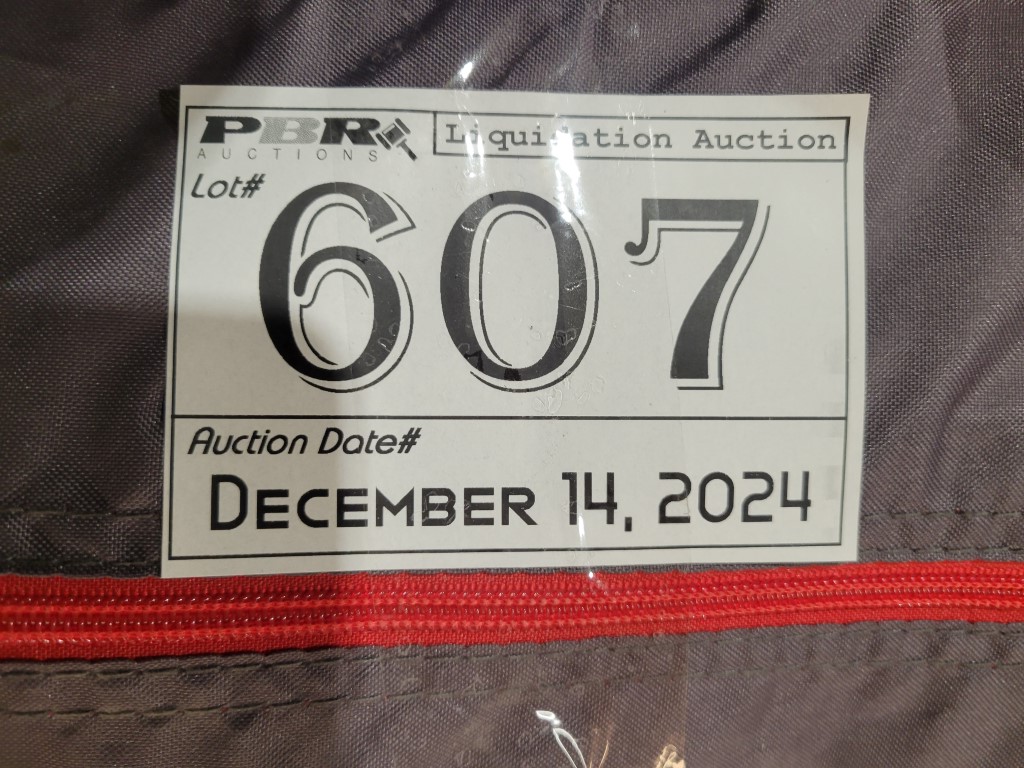 PBR
AUCTIONS
Liquidation Auction
Lot#
607
Auction Date#
December 14, 2024